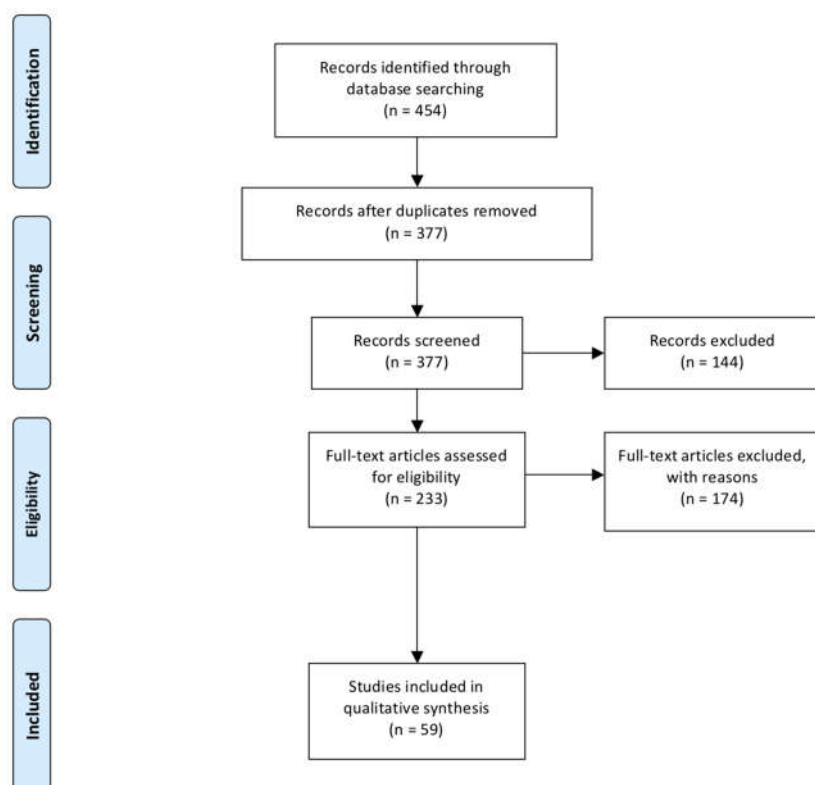 Identification
Records identified through
database searching
(n = 454)
Records after duplicates removed
(n = 377)
Screening
Records screened
(n = 377)
Records excluded
(n = 144)
Eligibility
Full-text articles assessed
for eligibility
(n = 233)
Full-text articles excluded,
with reasons
(n = 174)
Included
Studies included in
qualitative synthesis
(n = 59)